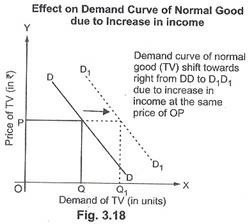 Effect on Demand Curve of Normal Good
due to Increase in income
Y
D
D₁
Demand curve of normal
good (TV) shift towards
right from DD to D₁D₁
due to increase in
income at the same
price of OP
Price of TV (in ₹)
P
D
D₁
O
Q
Q₁
X
Demand of TV (in units)
Fig. 3.18